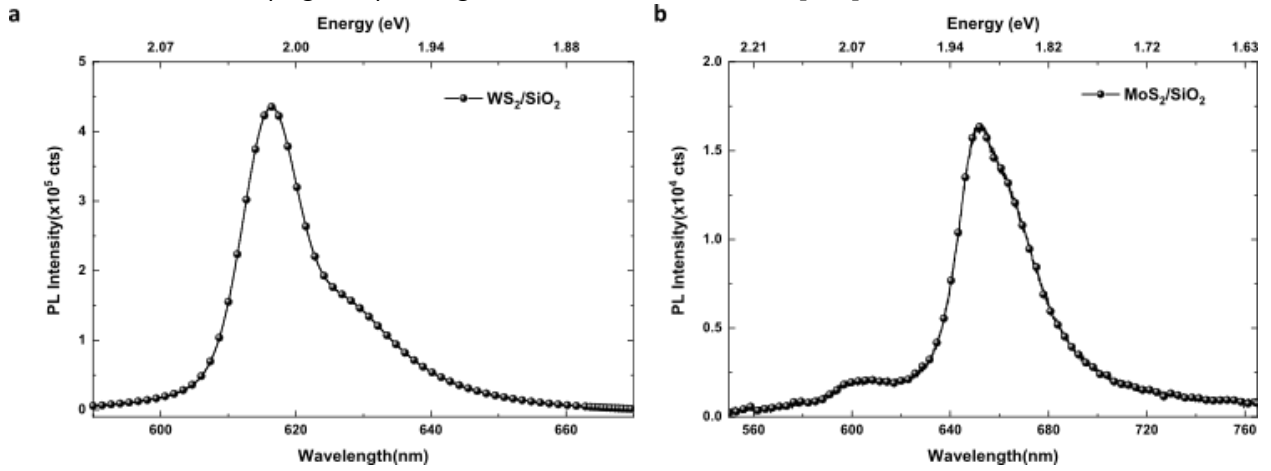 a
Energy (eV)
2.07 2.00 1.94 1.88
5
4
3
2
1
0
PL Intensity(x10⁵ cts)
WS₂/SiO₂
600 620 640 660
Wavelength(nm)
b
Energy (eV)
2.21 2.07 1.94 1.82 1.72 1.63
2.0
1.5
1.0
0.5
0.0
PL Intensity(x10⁴ cts)
MoS₂/SiO₂
560 600 640 680 720 760
Wavelength(nm)